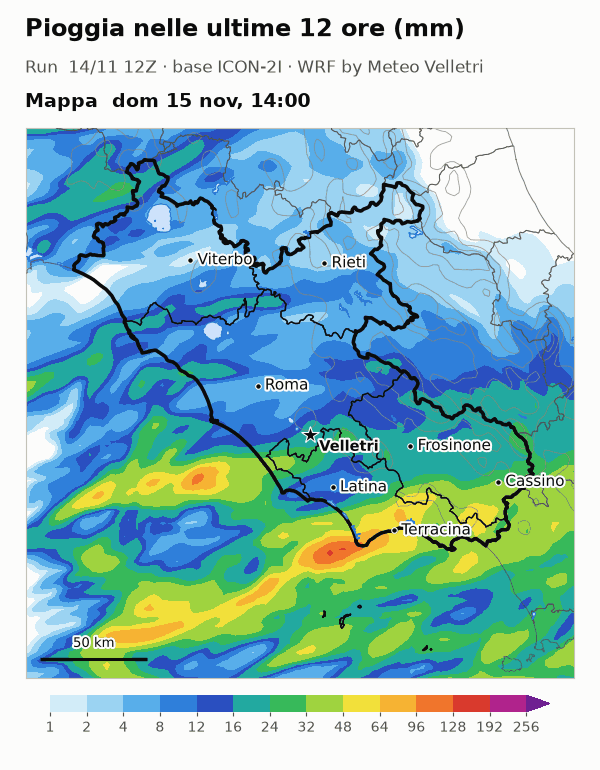 Pioggia nelle ultime 12 ore (mm)
Run 14/11 12Z · base ICON-2I · WRF by Meteo Velletri
Mappa dom 15 nov, 14:00
Viterbo
Rieti
Roma
Velletri
Frosinone
Latina
Cassino
Terracina
50 km
1 2 4 8 12 16 24 32 48 64 96 128 192 256